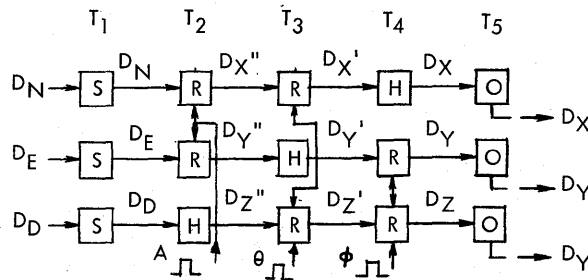 T1 T2 T3 T4 T5
DN S DN R DX" R DX' H DX O
DX
DE S DE R DY" H DY' R DY O
DY
DD S DD H DZ" R DZ' R DZ O
A θ ϕ DY